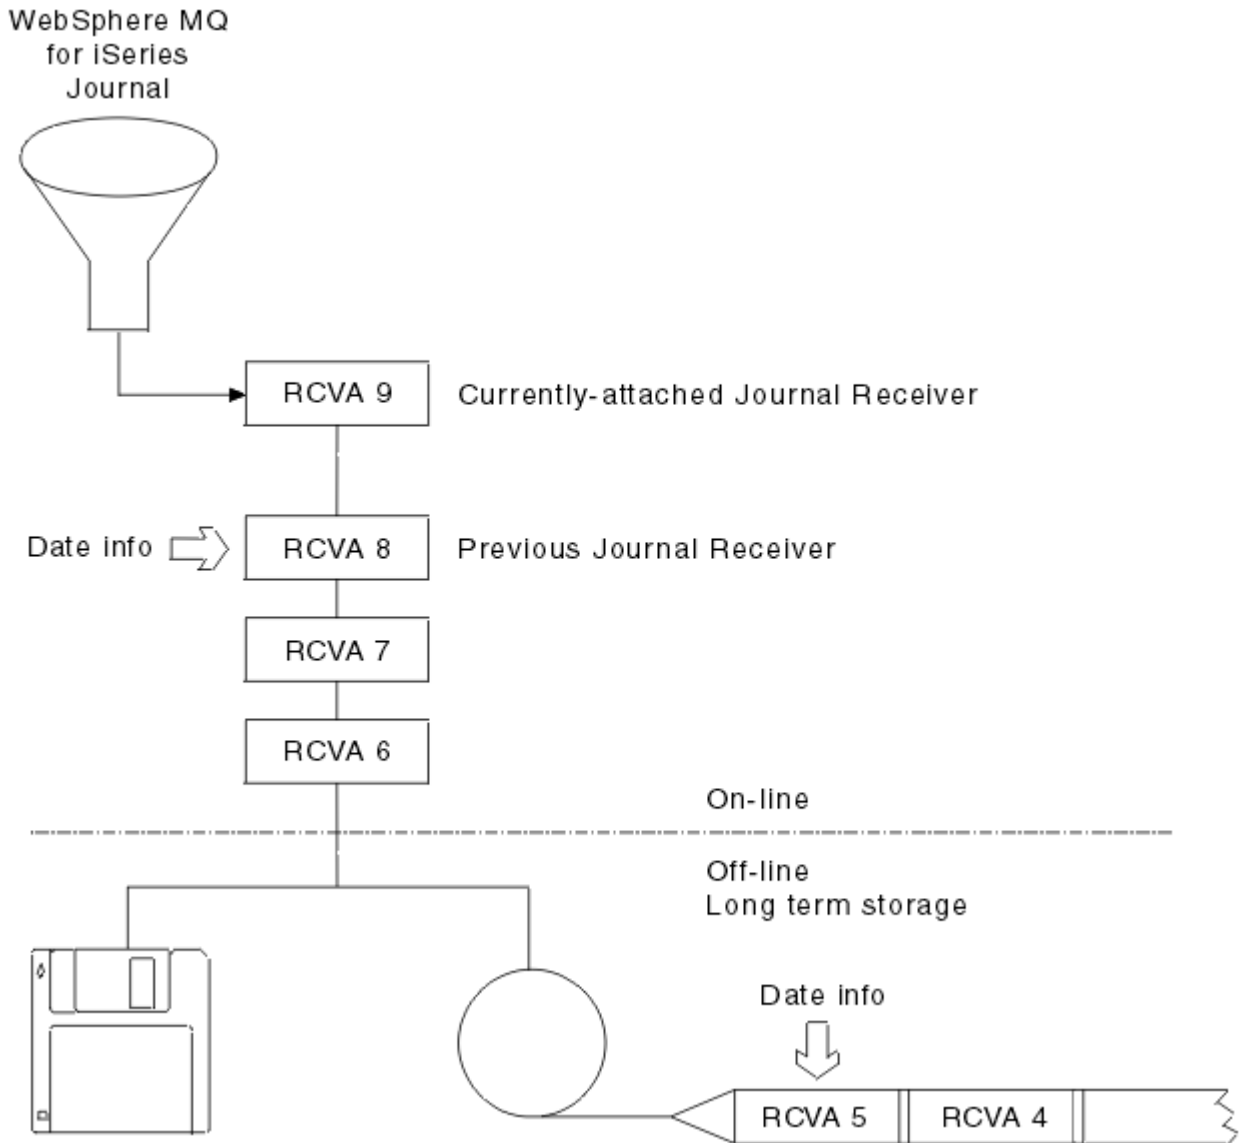 WebSphere MQ
for iSeries
Journal
RCVA 9
Currently-attached Journal Receiver
Date info
RCVA 8
Previous Journal Receiver
RCVA 7
RCVA 6
On-line
Off-line
Long term storage
Date info
RCVA 5
RCVA 4